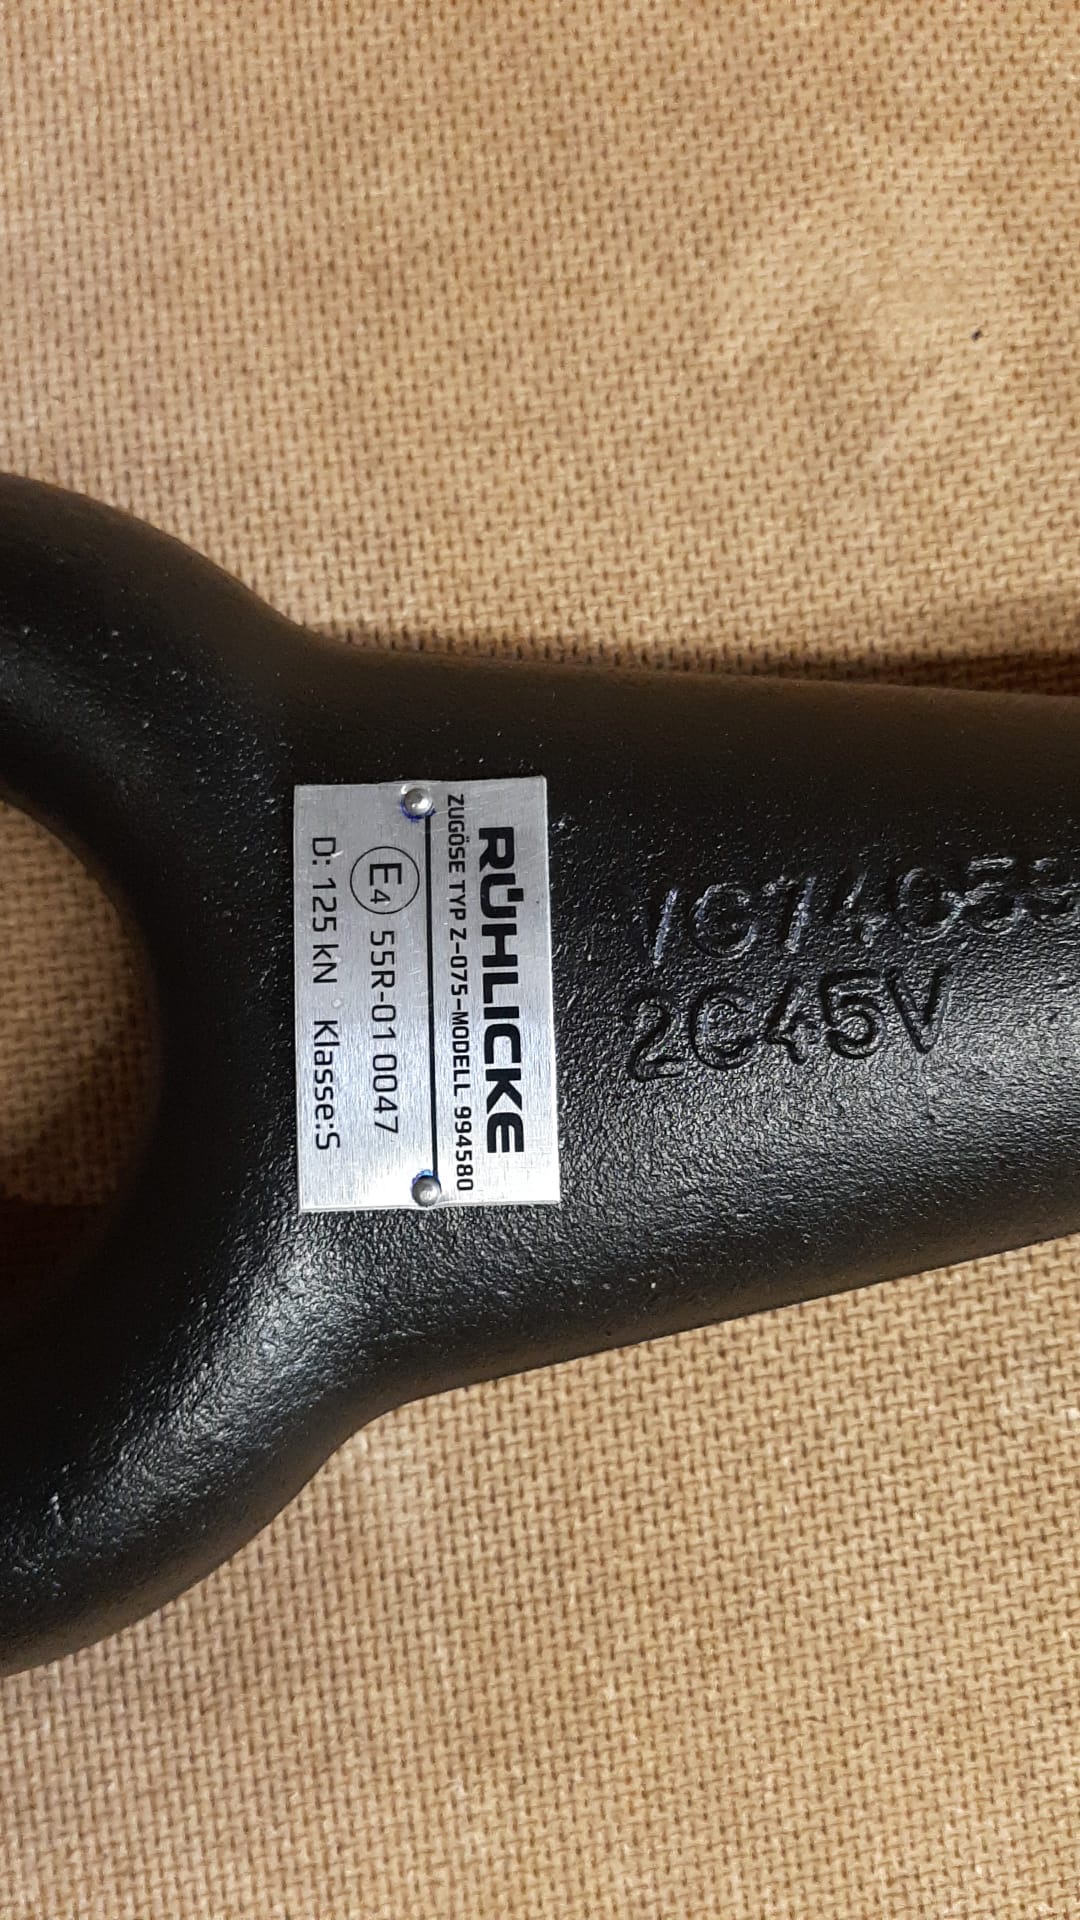 RÜHLICKE
ZUGÖSE TYP Z-075-MODELL 994580
E4 55R-01 0047
D: 125 kN Klasse:S
2C45V